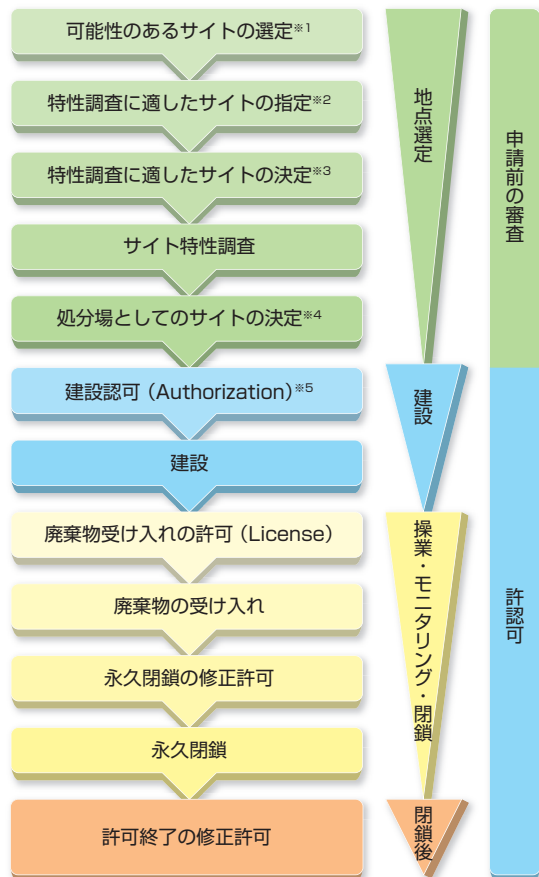 可能性のあるサイトの選定※1
特性調査に適したサイトの指定※2
特性調査に適したサイトの決定※3
サイト特性調査
処分場としてのサイトの決定※4
建設認可（Authorization）※5
建設
廃棄物受け入れの許可（License）
廃棄物の受け入れ
永久閉鎖の修正許可
永久閉鎖
許可終了の修正許可
地点選定
建設
操業・モニタリング・閉鎖
閉鎖後
申請前の審査
許認可